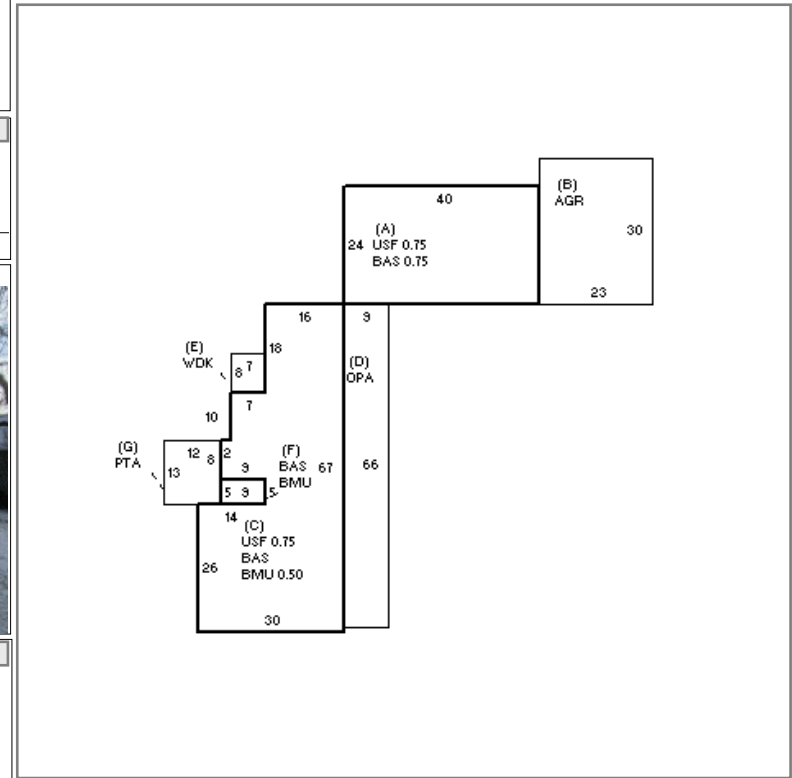 (B)
AGR
40
30
(A)
24 USF 0.75
BAS 0.75
23
16
9
18
(E)
WDK
8 7
(D)
OPA
7
10
(G)
PTA
12 8 2
13
9
(F)
BAS
BMU
67
66
5 9 5
14
(C)
USF 0.75
BAS
BMU 0.50
26
30